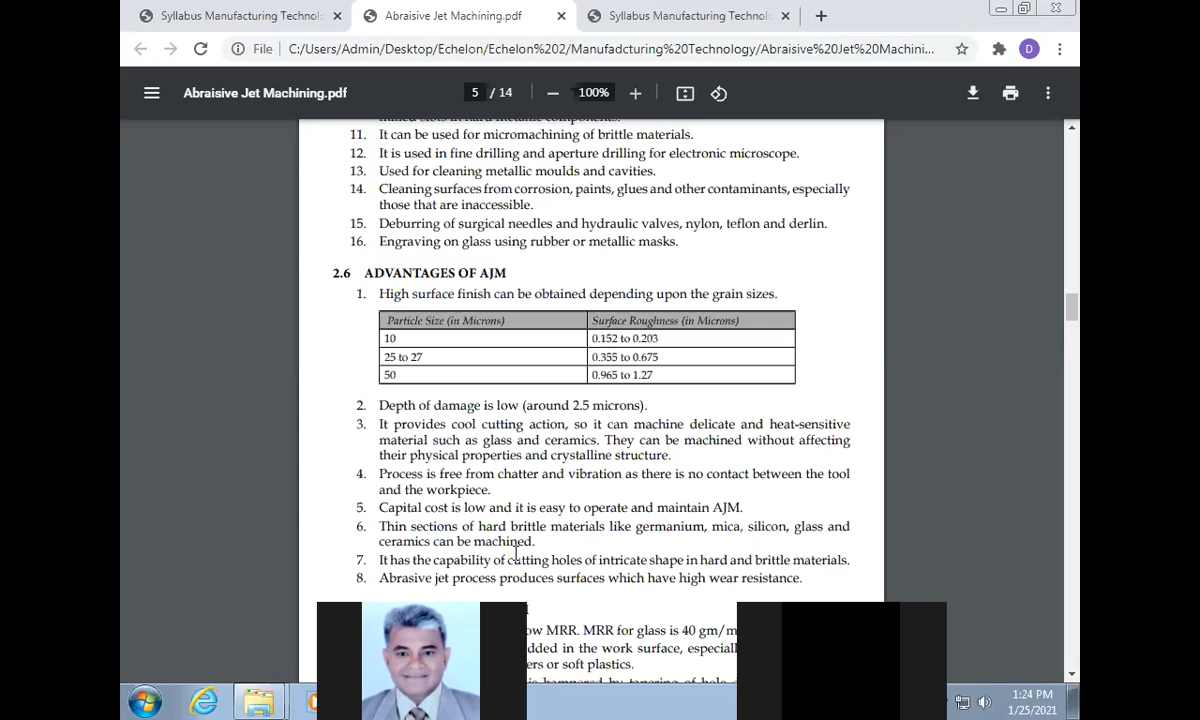 Syllabus Manufacturing Technol
Abraisive Jet Machining.pdf
Syllabus Manufacturing Technol
File
C:/Users/Admin/Desktop/Echelon/Echelon%202/Manufadcturing%20Technology/Abraisive%20Jet%20Machini...
D
Abraisive Jet Machining.pdf
5 / 14
100%
11. It can be used for micromachining of brittle materials.
12. It is used in fine drilling and aperture drilling for electronic microscope.
13. Used for cleaning metallic moulds and cavities.
14. Cleaning surfaces from corrosion, paints, glues and other contaminants, especially
those that are inaccessible.
15. Deburring of surgical needles and hydraulic valves, nylon, teflon and derlin.
16. Engraving on glass using rubber or metallic masks.
2.6 ADVANTAGES OF AJM
1. High surface finish can be obtained depending upon the grain sizes.
Particle Size (in Microns) Surface Roughness (in Microns)
10 0.152 to 0.203
25 to 27 0.355 to 0.675
50 0.965 to 1.27
2. Depth of damage is low (around 2.5 microns).
3. It provides cool cutting action, so it can machine delicate and heat-sensitive
material such as glass and ceramics. They can be machined without affecting
their physical properties and crystalline structure.
4. Process is free from chatter and vibration as there is no contact between the tool
and the workpiece.
5. Capital cost is low and it is easy to operate and maintain AJM.
6. Thin sections of hard brittle materials like germanium, mica, silicon, glass and
ceramics can be machined.
7. It has the capability of cutting holes of intricate shape in hard and brittle materials.
8. Abrasive jet process produces surfaces which have high wear resistance.
ow MRR. MRR for glass is 40 gm/m
dded in the work surface, especial
ers or soft plastics.
1:24 PM
1/25/2021